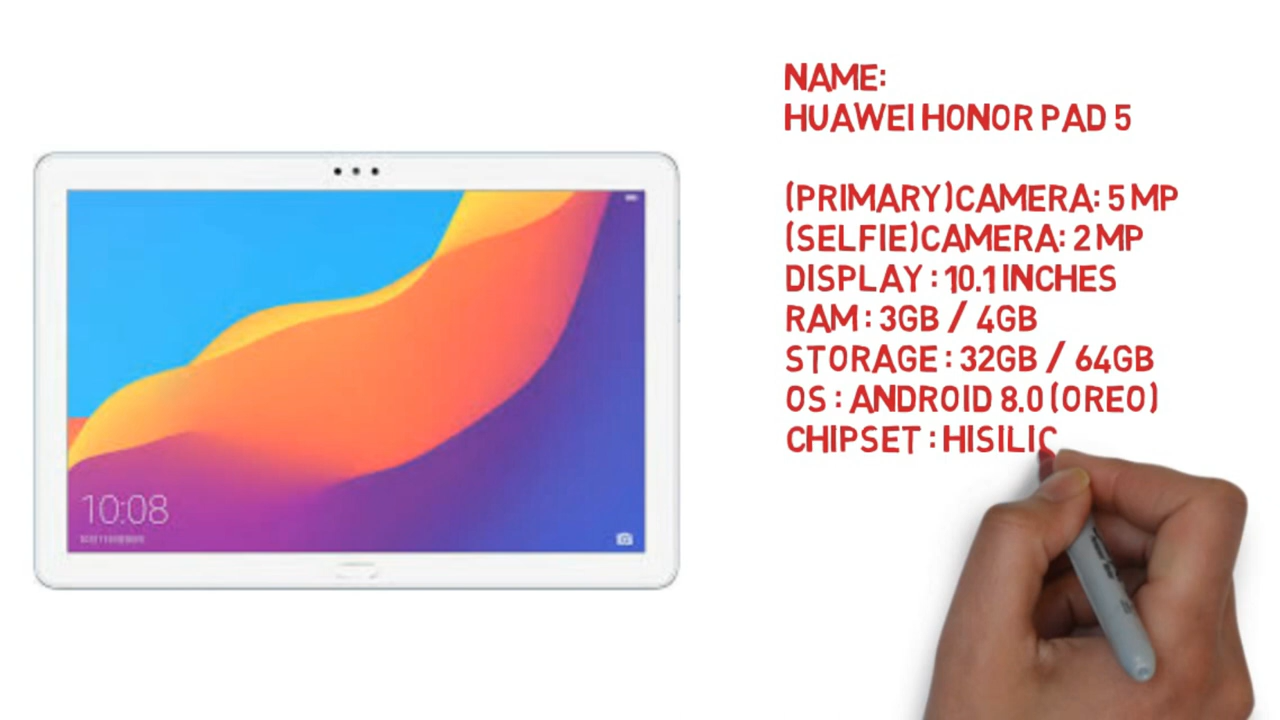 NAME:
HUAWEI HONOR PAD 5
(PRIMARY)CAMERA: 5 MP
(SELFIE)CAMERA: 2 MP
DISPLAY : 10.1 INCHES
RAM : 3GB / 4GB
STORAGE : 32GB / 64GB
OS : ANDROID 8.0 (OREO)
CHIPSET : HISILIC
10:08